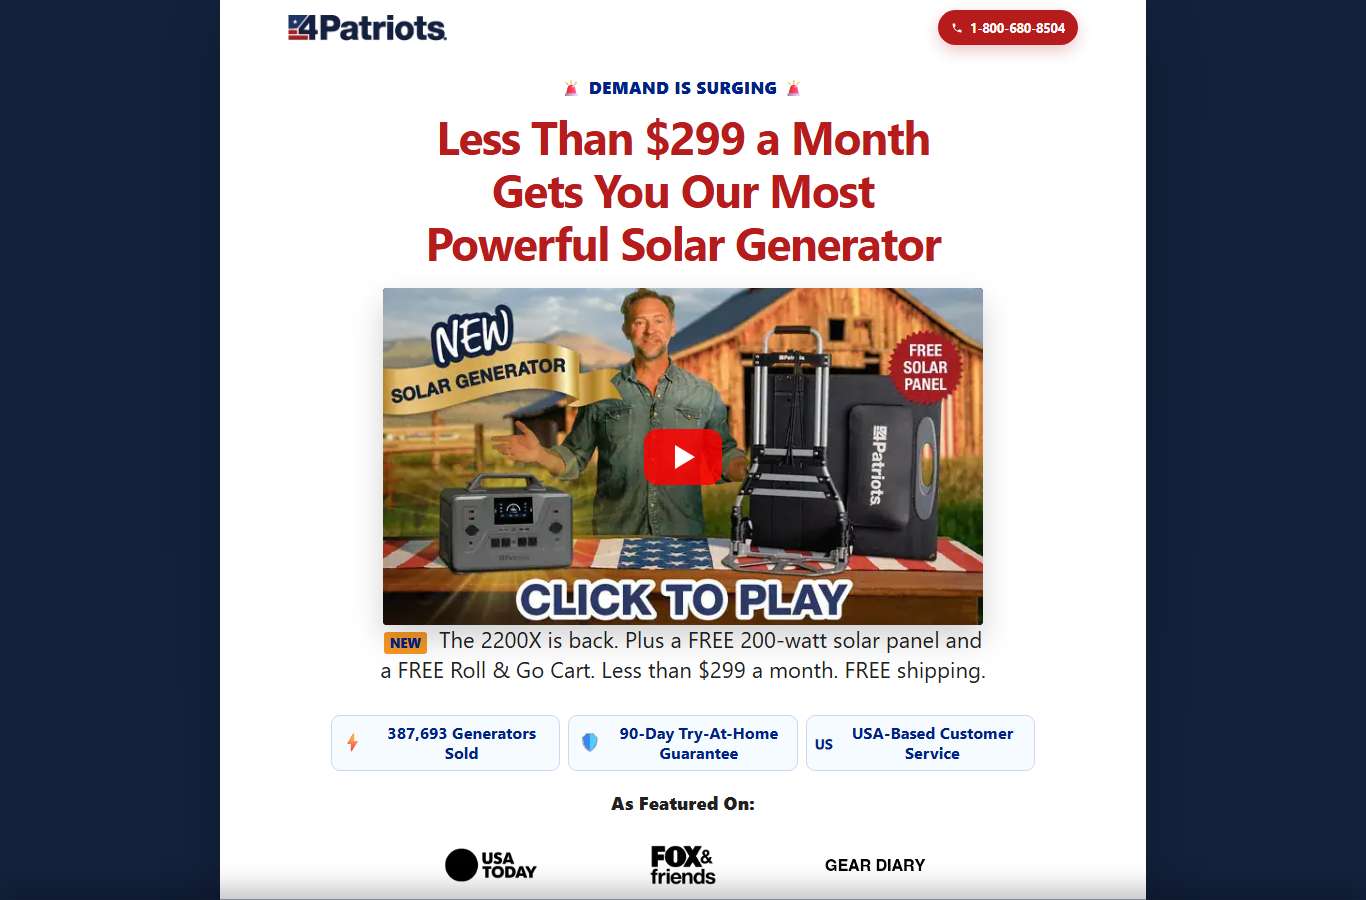 4Patriots
1-800-680-8504
DEMAND IS SURGING
Less Than $299 a Month
Gets You Our Most
Powerful Solar Generator
NEW
SOLAR GENERATOR
FREE
SOLAR
PANEL
4Patriots
4Patriots
4Patriots
CLICK TO PLAY
NEW The 2200X is back. Plus a FREE 200-watt solar panel and
a FREE Roll & Go Cart. Less than $299 a month. FREE shipping.
387,693 Generators
Sold
90-Day Try-At-Home
Guarantee
US
USA-Based Customer
Service
As Featured On:
USA
TODAY
FOX&
friends
GEAR DIARY